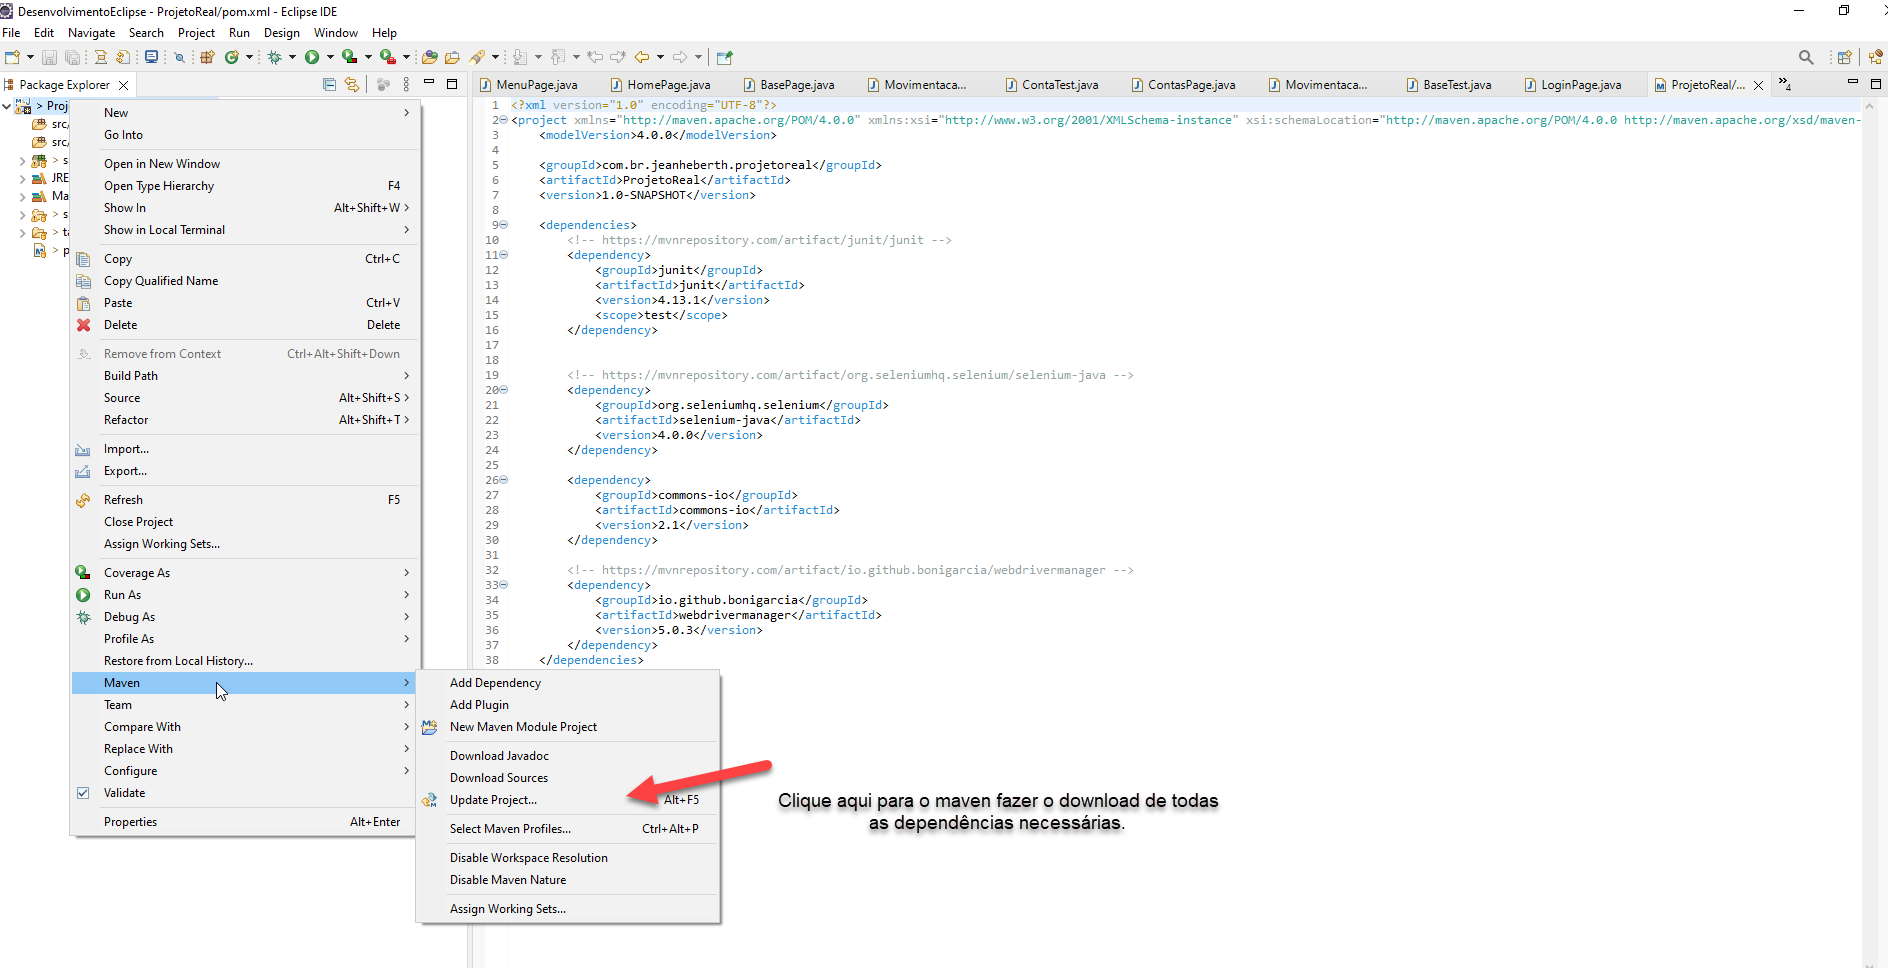 DesenvolvimentoEclipse - ProjetoReal/pom.xml - Eclipse IDE
File Edit Navigate Search Project Run Design Window Help
Package Explorer
MenuPage.java HomePage.java BasePage.java Movimentaca... ContaTest.java ContasPage.java Movimentaca... BaseTest.java LoginPage.java ProjetoReal/... »4
> Proj
src/
src/
> s
JRE
Ma
> s
> ta
> p
New
Go Into
Open in New Window
Open Type Hierarchy F4
Show In Alt+Shift+W >
Show in Local Terminal >
Copy Ctrl+C
Copy Qualified Name
Paste Ctrl+V
Delete Delete
Remove from Context Ctrl+Alt+Shift+Down
Build Path >
Source Alt+Shift+S >
Refactor Alt+Shift+T >
Import...
Export...
Refresh F5
Close Project
Assign Working Sets...
Coverage As >
Run As >
Debug As >
Profile As >
Restore from Local History...
Maven >
Team >
Compare With >
Replace With >
Configure >
Validate
Properties Alt+Enter
1 <?xml version="1.0" encoding="UTF-8"?>
2 <project xmlns="http://maven.apache.org/POM/4.0.0" xmlns:xsi="http://www.w3.org/2001/XMLSchema-instance" xsi:schemaLocation="http://maven.apache.org/POM/4.0.0 http://maven.apache.org/xsd/maven-
3 <modelVersion>4.0.0</modelVersion>
4
5 <groupId>com.br.jeanheberth.projetoreal</groupId>
6 <artifactId>ProjetoReal</artifactId>
7 <version>1.0-SNAPSHOT</version>
8
9 <dependencies>
10 <!-- https://mvnrepository.com/artifact/junit/junit -->
11 <dependency>
12 <groupId>junit</groupId>
13 <artifactId>junit</artifactId>
14 <version>4.13.1</version>
15 <scope>test</scope>
16 </dependency>
17
18
19 <!-- https://mvnrepository.com/artifact/org.seleniumhq.selenium/selenium-java -->
20 <dependency>
21 <groupId>org.seleniumhq.selenium</groupId>
22 <artifactId>selenium-java</artifactId>
23 <version>4.0.0</version>
24 </dependency>
25
26 <dependency>
27 <groupId>commons-io</groupId>
28 <artifactId>commons-io</artifactId>
29 <version>2.1</version>
30 </dependency>
31
32 <!-- https://mvnrepository.com/artifact/io.github.bonigarcia/webdrivermanager -->
33 <dependency>
34 <groupId>io.github.bonigarcia</groupId>
35 <artifactId>webdrivermanager</artifactId>
36 <version>5.0.3</version>
37 </dependency>
38 </dependencies>
Add Dependency
Add Plugin
New Maven Module Project
Download Javadoc
Download Sources
Update Project... Alt+F5
Select Maven Profiles... Ctrl+Alt+P
Disable Workspace Resolution
Disable Maven Nature
Assign Working Sets...
Clique aqui para o maven fazer o download de todas
as dependências necessárias.